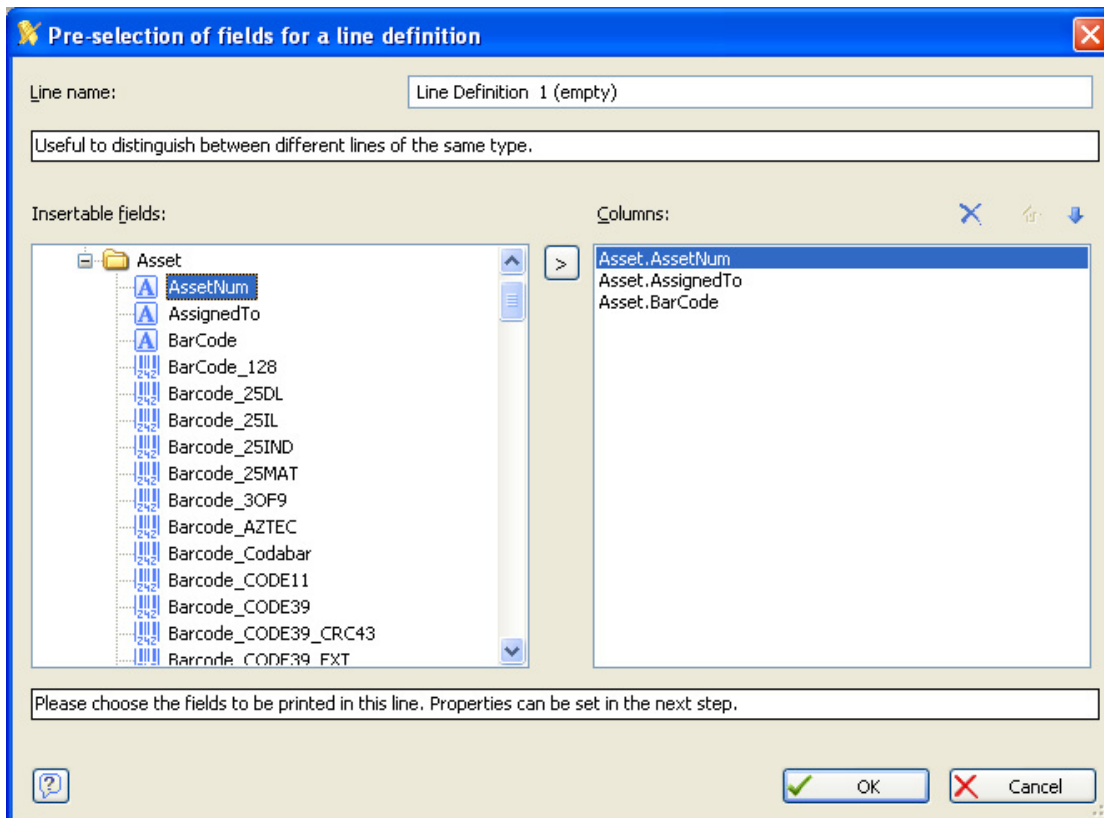 Pre-selection of fields for a line definition
Line name:
Line Definition 1 (empty)
Useful to distinguish between different lines of the same type.
Insertable fields:
Columns:
Asset
AssetNum
AssignedTo
BarCode
BarCode_128
Barcode_25DL
Barcode_25IL
Barcode_25IND
Barcode_25MAT
Barcode_3OF9
Barcode_AZTEC
Barcode_Codabar
Barcode_CODE11
Barcode_CODE39
Barcode_CODE39_CRC43
Barcode_CODE39_EXT
>
Asset.AssetNum
Asset.AssignedTo
Asset.BarCode
Please choose the fields to be printed in this line. Properties can be set in the next step.
OK
Cancel